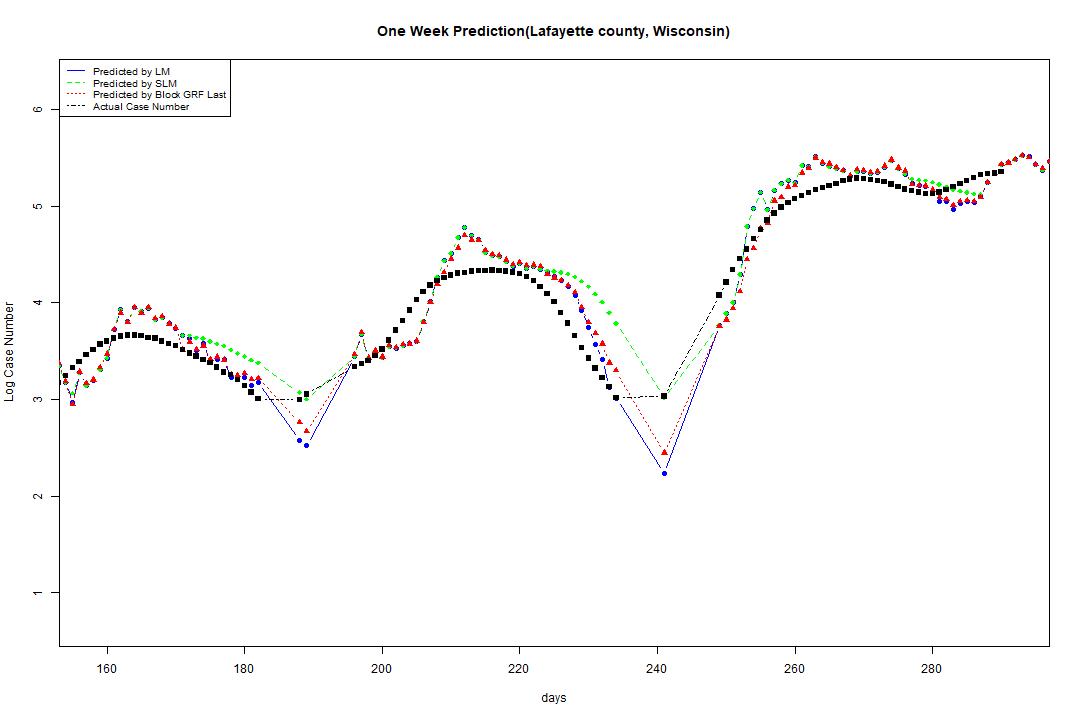 One Week Prediction(Lafayette county, Wisconsin)
Predicted by LM
Predicted by SLM
Predicted by Block GRF Last
Actual Case Number
Log Case Number
6
5
4
3
2
1
160 180 200 220 240 260 280
days